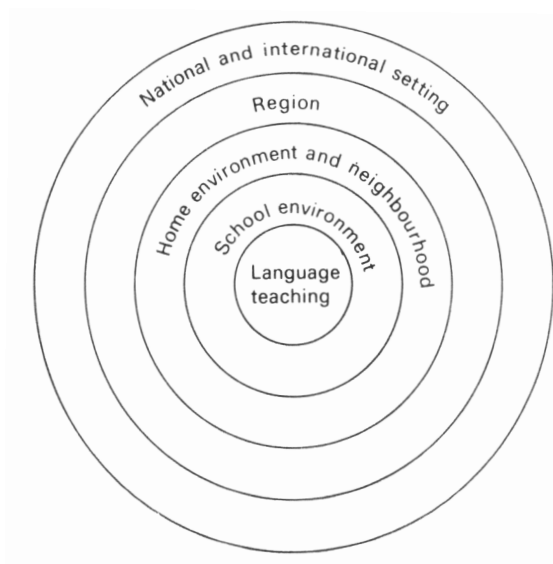 National and international setting
Region
Home environment and neighbourhood
School environment
Language
teaching